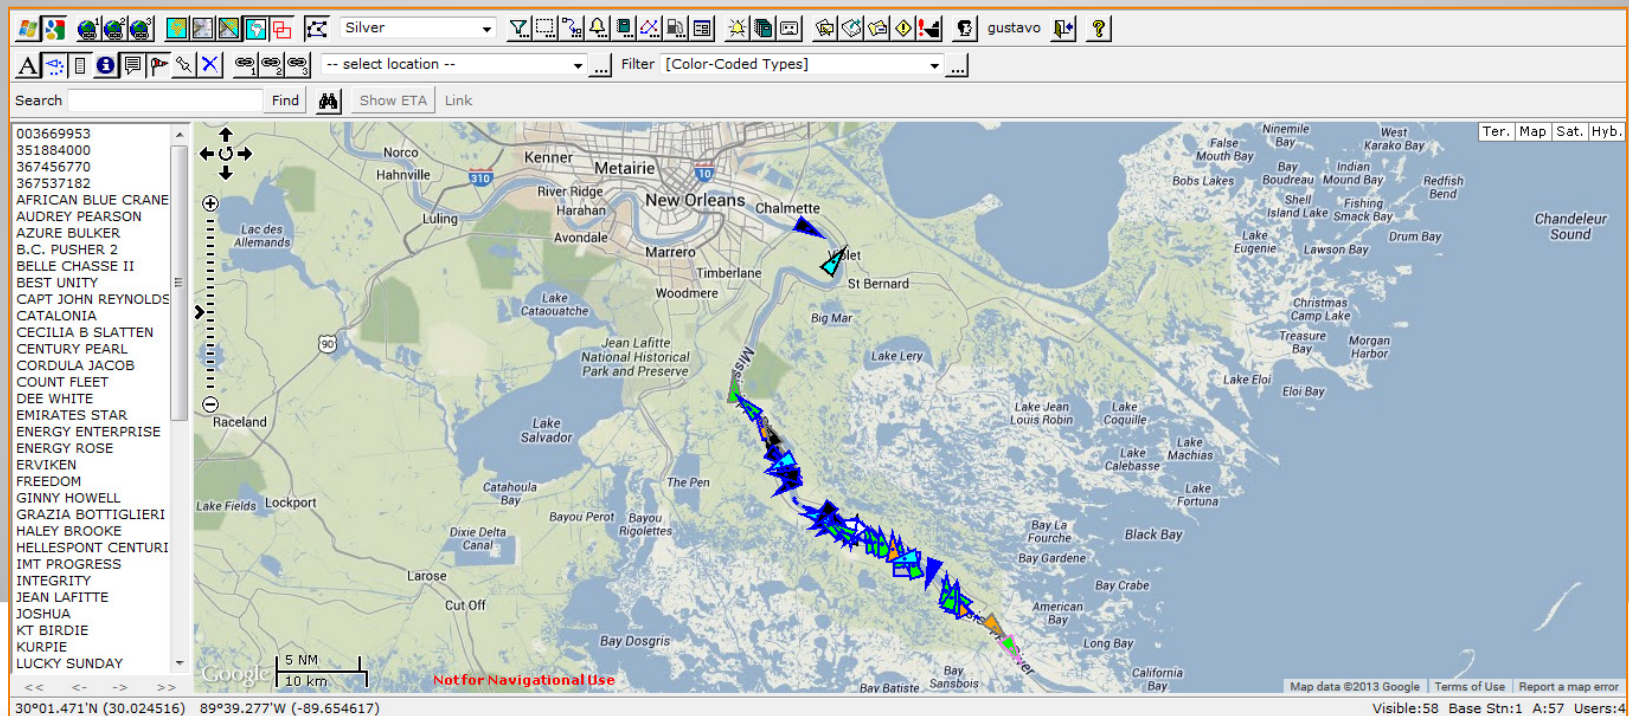 1 2 3 Silver gustavo
A 1 2 3 -- select location -- ... Filter [Color-Coded Types] ...
Search Find Show ETA Link
003669953
351884000
367456770
367537182
AFRICAN BLUE CRANE
AUDREY PEARSON
AZURE BULKER
B.C. PUSHER 2
BELLE CHASSE II
BEST UNITY
CAPT JOHN REYNOLDS
CATALONIA
CECILIA B SLATTEN
CENTURY PEARL
CORDULA JACOB
COUNT FLEET
DEE WHITE
EMIRATES STAR
ENERGY ENTERPRISE
ENERGY ROSE
ERVIKEN
FREEDOM
GINNY HOWELL
GRAZIA BOTTIGLIERI
HALEY BROOKE
HELLESPONT CENTURI
IMT PROGRESS
INTEGRITY
JEAN LAFITTE
JOSHUA
KT BIRDIE
KURPIE
LUCKY SUNDAY
<< <- -> >>
Ter. Map Sat. Hyb.
Norco
Hahnville
310
Kenner
Metairie
10
River Ridge
Harahan
New Orleans
Chalmette
Luling
Avondale
Marrero
Lac des
Allemands
Timberlane
Violet
St Bernard
Woodmere
Lake
Cataouatche
Big Mar
90
Jean Lafitte
National Historical
Park and Preserve
Lake Lery
Raceland
Lake
Salvador
Lake Fields
Lockport
Catahoula
Bay
The Pen
Bayou Perot
Bayou
Rigolettes
Dixie Delta
Canal
Larose
Cut Off
Bay Dosgris
Ninemile
Bay
West
Karako Bay
False
Mouth Bay
Bay
Boudreau
Indian
Mound Bay
Bobs Lakes
Redfish
Bend
Shell
Island Lake
Fishing
Smack Bay
Chandeleur
Sound
Lake
Eugenie
Lawson Bay
Drum Bay
Christmas
Camp Lake
Treasure
Bay
Morgan
Harbor
Lake Eloi
Eloi Bay
Lake Jean
Louis Robin
Lake
Coquille
Lake
Machias
Lake
Calebasse
Lake
Fortuna
Bay La
Fourche
Black Bay
Bay Gardene
Bay Crabe
American
Bay
Long Bay
California
Bay
Bay
Sansbois
Bay Batiste
Google
5 NM
10 km
Not for Navigational Use
Map data ©2013 Google Terms of Use Report a map error
30°01.471'N (30.024516) 89°39.277'W (-89.654617) Visible:58 Base Stn:1 A:57 Users:4